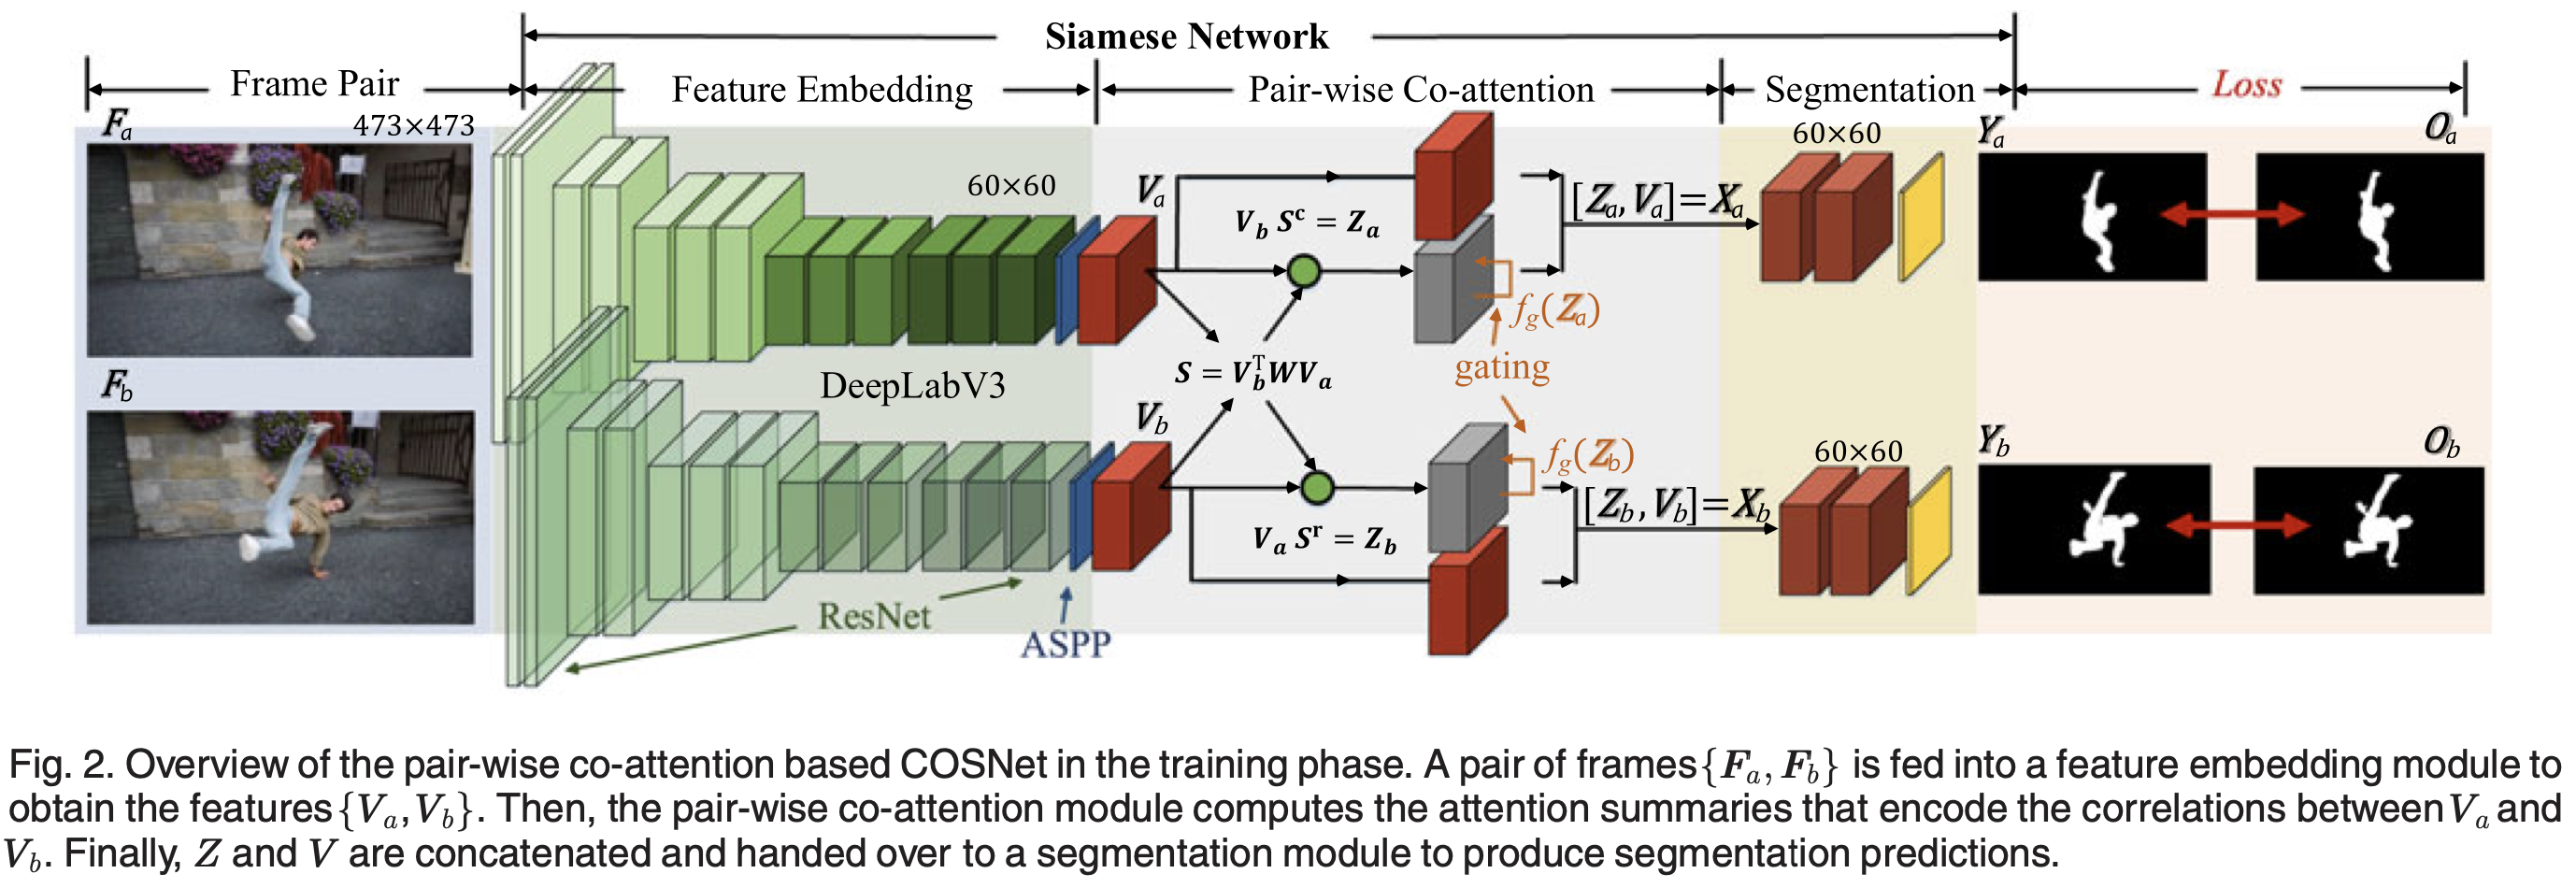 Siamese Network
Frame Pair
Feature Embedding
Pair-wise Co-attention
Segmentation
Loss
F_a
473×473
60×60
V_a
V_b S^c = Z_a
[Z_a, V_a]=X_a
60×60
Y_a
O_a
f_g(Z_a)
gating
S = V_b^T W V_a
DeepLabV3
F_b
V_b
V_a S^r = Z_b
f_g(Z_b)
[Z_b, V_b]=X_b
60×60
Y_b
O_b
ResNet
ASPP
Fig. 2. Overview of the pair-wise co-attention based COSNet in the training phase. A pair of frames {F_a, F_b} is fed into a feature embedding module to
obtain the features {V_a, V_b}. Then, the pair-wise co-attention module computes the attention summaries that encode the correlations between V_a and
V_b. Finally, Z and V are concatenated and handed over to a segmentation module to produce segmentation predictions.